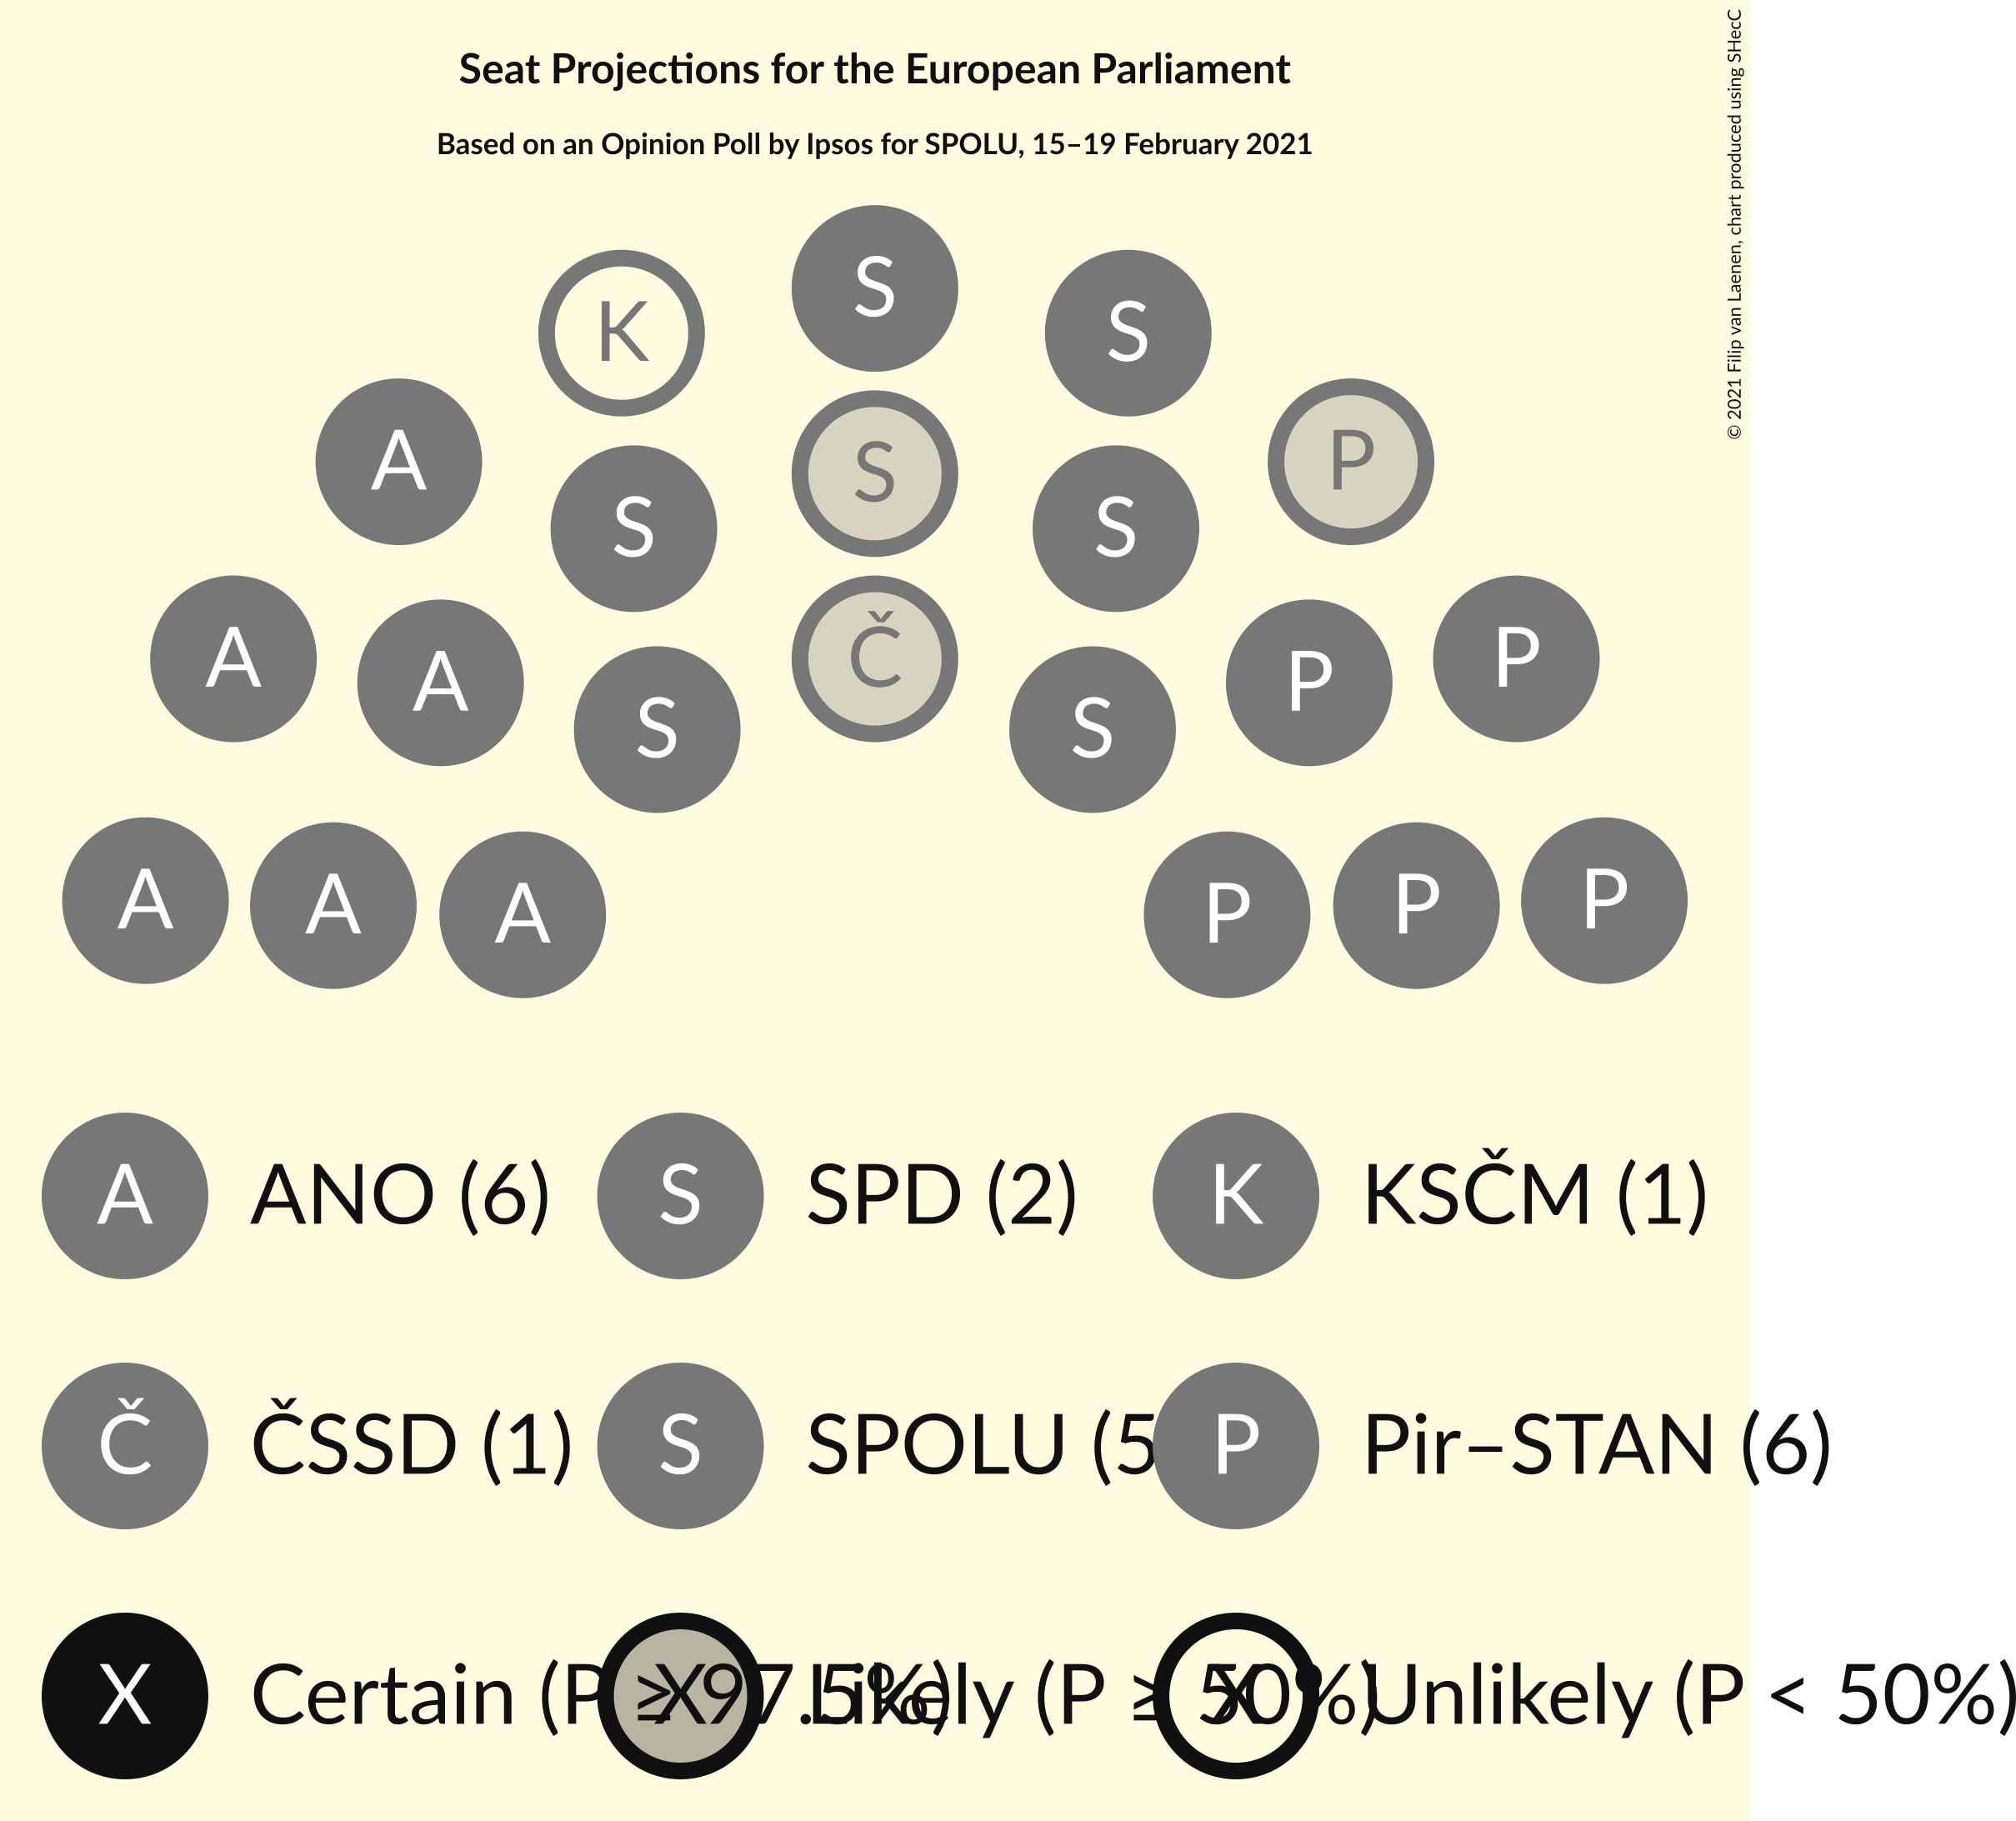 Seat Projections for the European Parliament
Based on an Opinion Poll by Ipsos for SPOLU, 15–19 February 2021
© 2021 Filip van Laenen, chart produced using SHecC
S
K S
A S P
S S
Č
A A P P
S S
A A A P P P
A ANO (6) S SPD (2) K KSČM (1)
Č ČSSD (1) S SPOLU (5 P Pir–STAN (6)
X Certain (P ≥ 97.5%) X Likely (P ≥ 50%) X Unlikely (P < 50%)